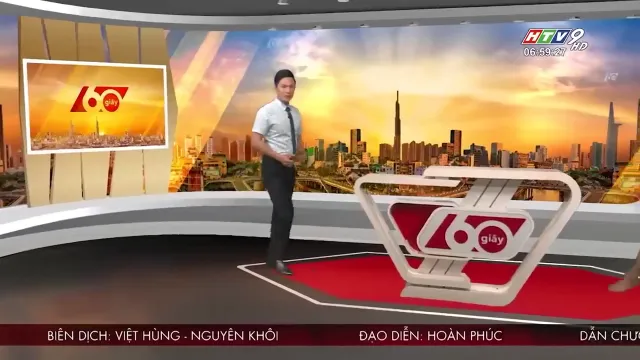 HTV9
HD
06:59:27
60
giây
60
giây
BIÊN DỊCH: VIỆT HÙNG - NGUYÊN KHÔI ĐẠO DIỄN: HOÀN PHÚC DẪN CHƯ